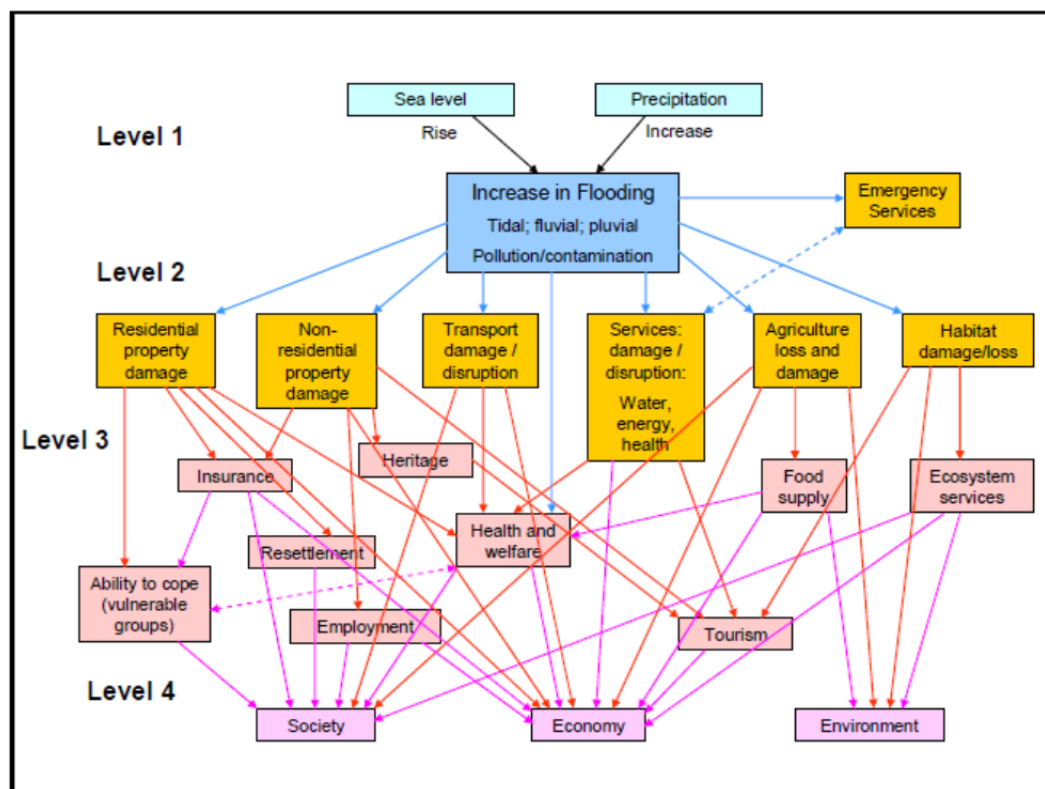 Sea level
Precipitation
Level 1
Rise
Increase
Increase in Flooding
Tidal; fluvial; pluvial
Pollution/contamination
Emergency
Services
Level 2
Residential
property
damage
Non-
residential
property
damage
Transport
damage /
disruption
Services:
damage /
disruption:
Water,
energy,
health
Agriculture
loss and
damage
Habitat
damage/loss
Level 3
Heritage
Insurance
Food
supply
Ecosystem
services
Health and
welfare
Resettlement
Ability to cope
(vulnerable
groups)
Employment
Tourism
Level 4
Society
Economy
Environment